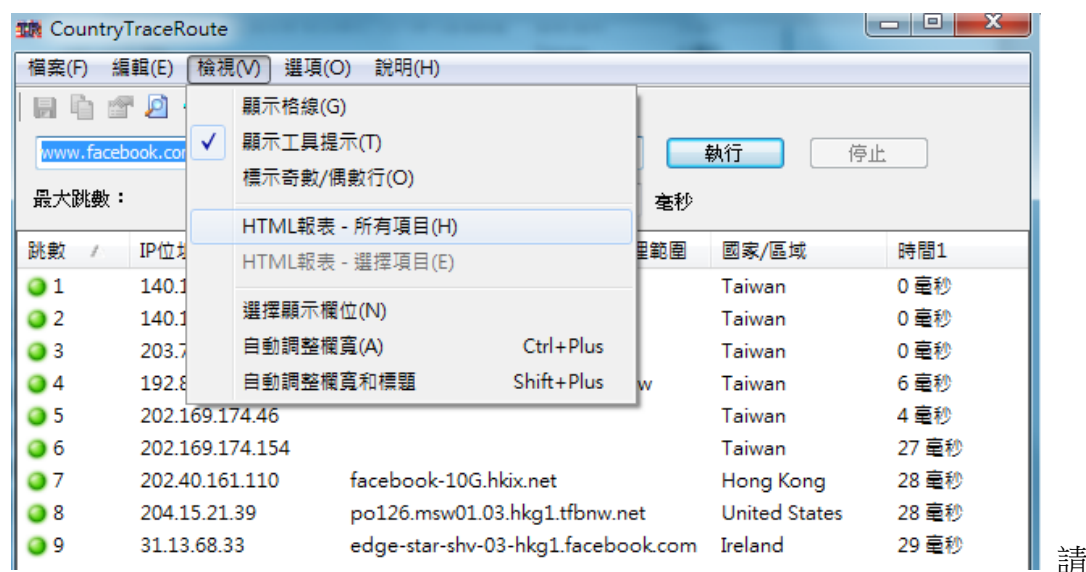 CountryTraceRoute
檔案(F) 編輯(E) 檢視(V) 選項(O) 說明(H)
顯示格線(G)
www.facebook.co
顯示工具提示(T)
執行
停止
標示奇數/偶數行(O)
最大跳數：
毫秒
HTML報表 - 所有項目(H)
跳數 / IP位 理範圍 國家/區域 時間1
HTML報表 - 選擇項目(E)
1 140.1 Taiwan 0 毫秒
選擇顯示欄位(N)
2 140.1 Taiwan 0 毫秒
自動調整欄寬(A) Ctrl+Plus
3 203.7 Taiwan 0 毫秒
自動調整欄寬和標題 Shift+Plus
4 192.8 w Taiwan 6 毫秒
5 202.169.174.46 Taiwan 4 毫秒
6 202.169.174.154 Taiwan 27 毫秒
7 202.40.161.110 facebook-10G.hkix.net Hong Kong 28 毫秒
8 204.15.21.39 po126.msw01.03.hkg1.tfbnw.net United States 28 毫秒
9 31.13.68.33 edge-star-shv-03-hkg1.facebook.com Ireland 29 毫秒
請